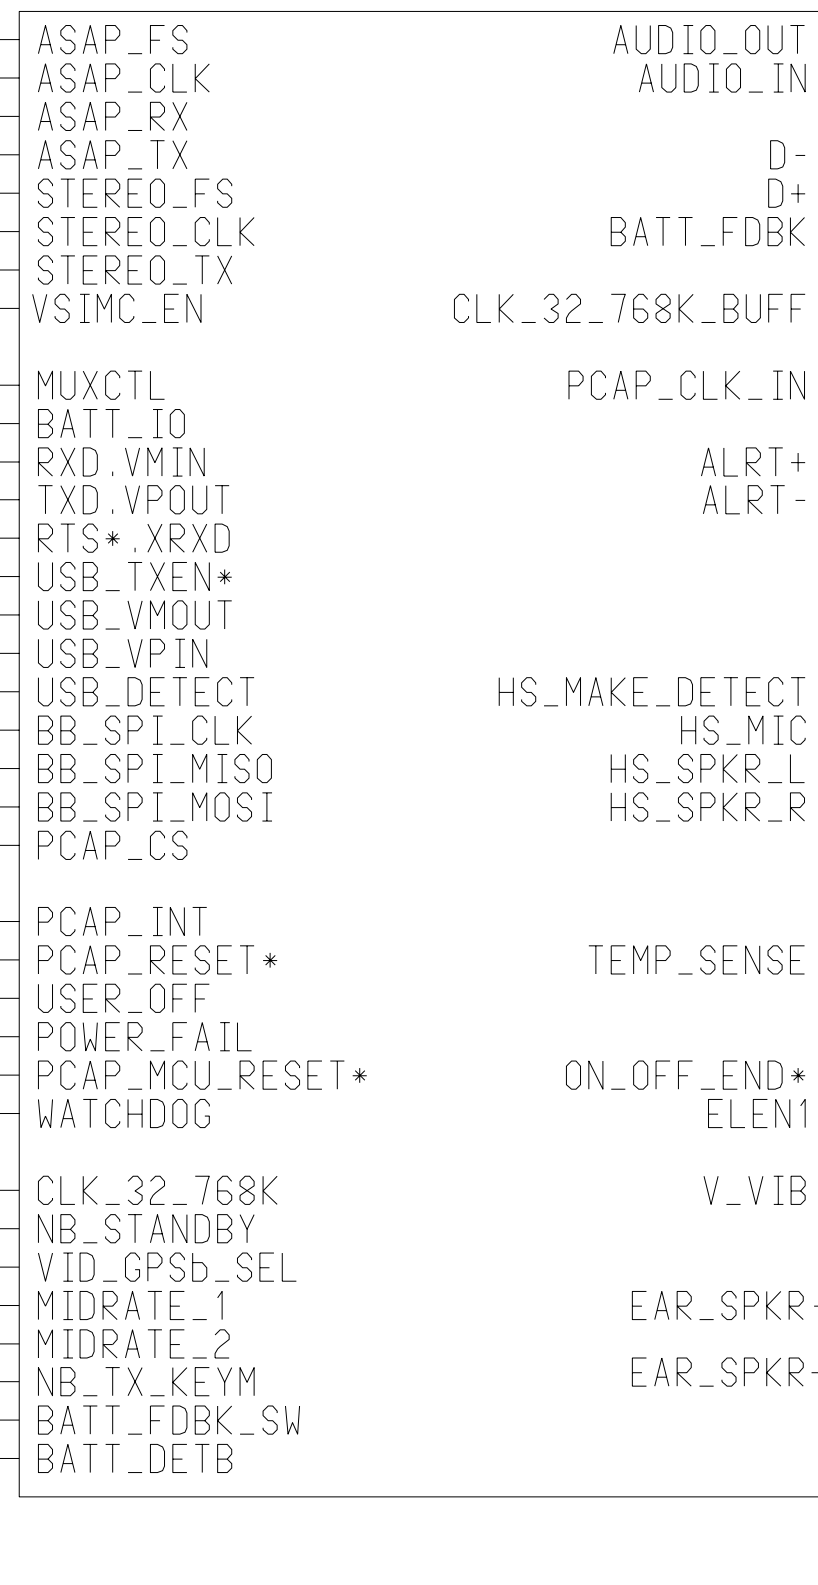 ASAP_FS AUDIO_OUT
ASAP_CLK AUDIO_IN
ASAP_RX
ASAP_TX D-
STEREO_FS D+
STEREO_CLK BATT_FDBK
STEREO_TX
VSIMC_EN CLK_32_768K_BUFF
MUXCTL PCAP_CLK_IN
BATT_IO
RXD.VMIN ALRT+
TXD.VPOUT ALRT-
RTS*.XRXD
USB_TXEN*
USB_VMOUT
USB_VPIN
USB_DETECT HS_MAKE_DETECT
BB_SPI_CLK HS_MIC
BB_SPI_MISO HS_SPKR_L
BB_SPI_MOSI HS_SPKR_R
PCAP_CS
PCAP_INT
PCAP_RESET* TEMP_SENSE
USER_OFF
POWER_FAIL
PCAP_MCU_RESET* ON_OFF_END*
WATCHDOG ELEN1
CLK_32_768K V_VIB
NB_STANDBY
VID_GPSb_SEL
MIDRATE_1 EAR_SPKR-
MIDRATE_2
NB_TX_KEYM EAR_SPKR-
BATT_FDBK_SW
BATT_DETB